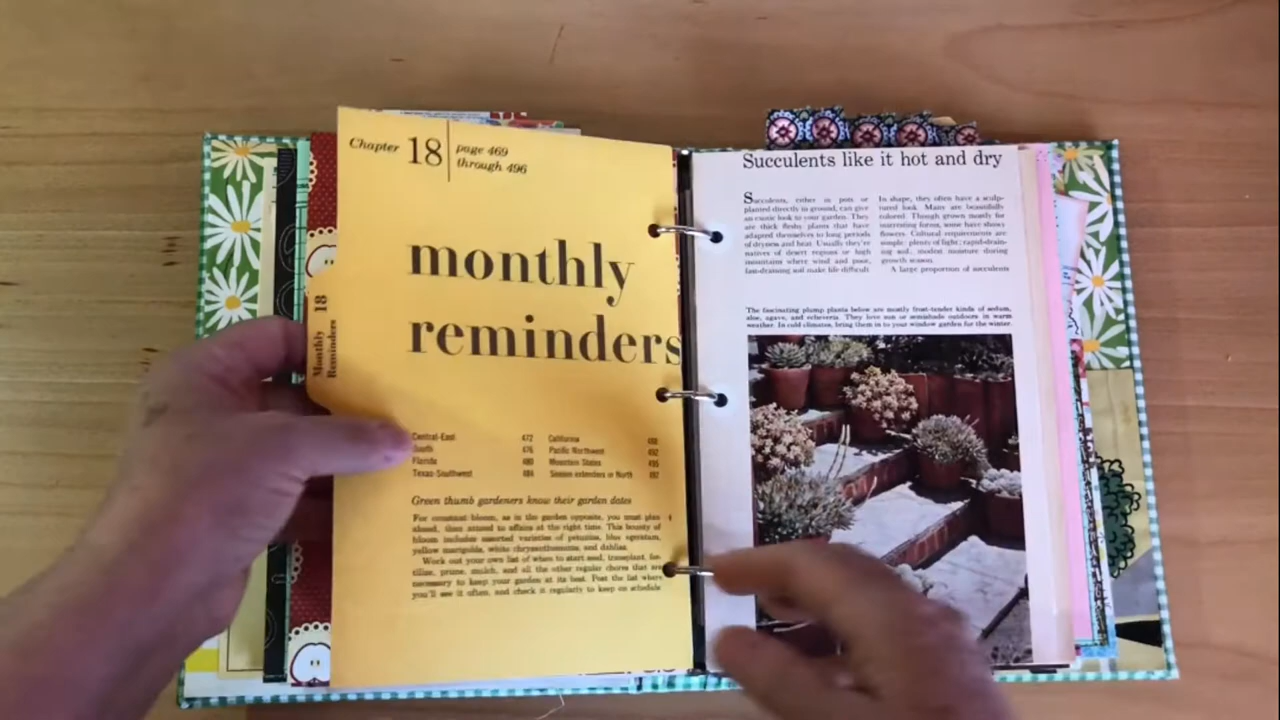 Chapter 18
page 469
through 496
monthly
reminders
Monthly 18
Reminders
Central-East 472 California
South 476 Pacific Northwest 492
Florida 480 Mountain States
Texas-Southwest 484 Season extenders in North
Green thumb gardeners know their garden dates
For constant bloom, as in the garden opposite, you must plan
ahead, then attend to affairs at the right time. This bounty of
bloom includes assorted varieties of petunias, blue ageratum,
yellow marigolds, white chrysanthemums, and dahlias.
Work out your own list of when to start seed, transplant, fer-
tilize, prune, mulch, and all the other regular chores that are
necessary to keep your garden at its best. Post the list where
you'll see it often, and check it regularly to keep on schedule
Succulents like it hot and dry
Succulents, either in pots or
planted directly in ground, can give
an exotic look to your garden. They
are thick fleshy plants that have
adapted themselves to long periods
of dryness and heat. Usually they're
natives of desert regions or high
mountains where wind and poor,
fast-draining soil make life difficult
In shape, they often have a sculp-
tured look. Many are beautifully
colored. Though grown mostly for
interesting forms, some have showy
flowers. Cultural requirements are
simple: plenty of light; rapid-drain-
ing soil, modest moisture during
growth season.
A large proportion of succulents
The fascinating plump plants below are mostly frost-tender kinds of sedum,
aloe, agave, and echeveria. They love sun or semishade outdoors in warm
weather. In cold climates, bring them in to your window garden for the winter.